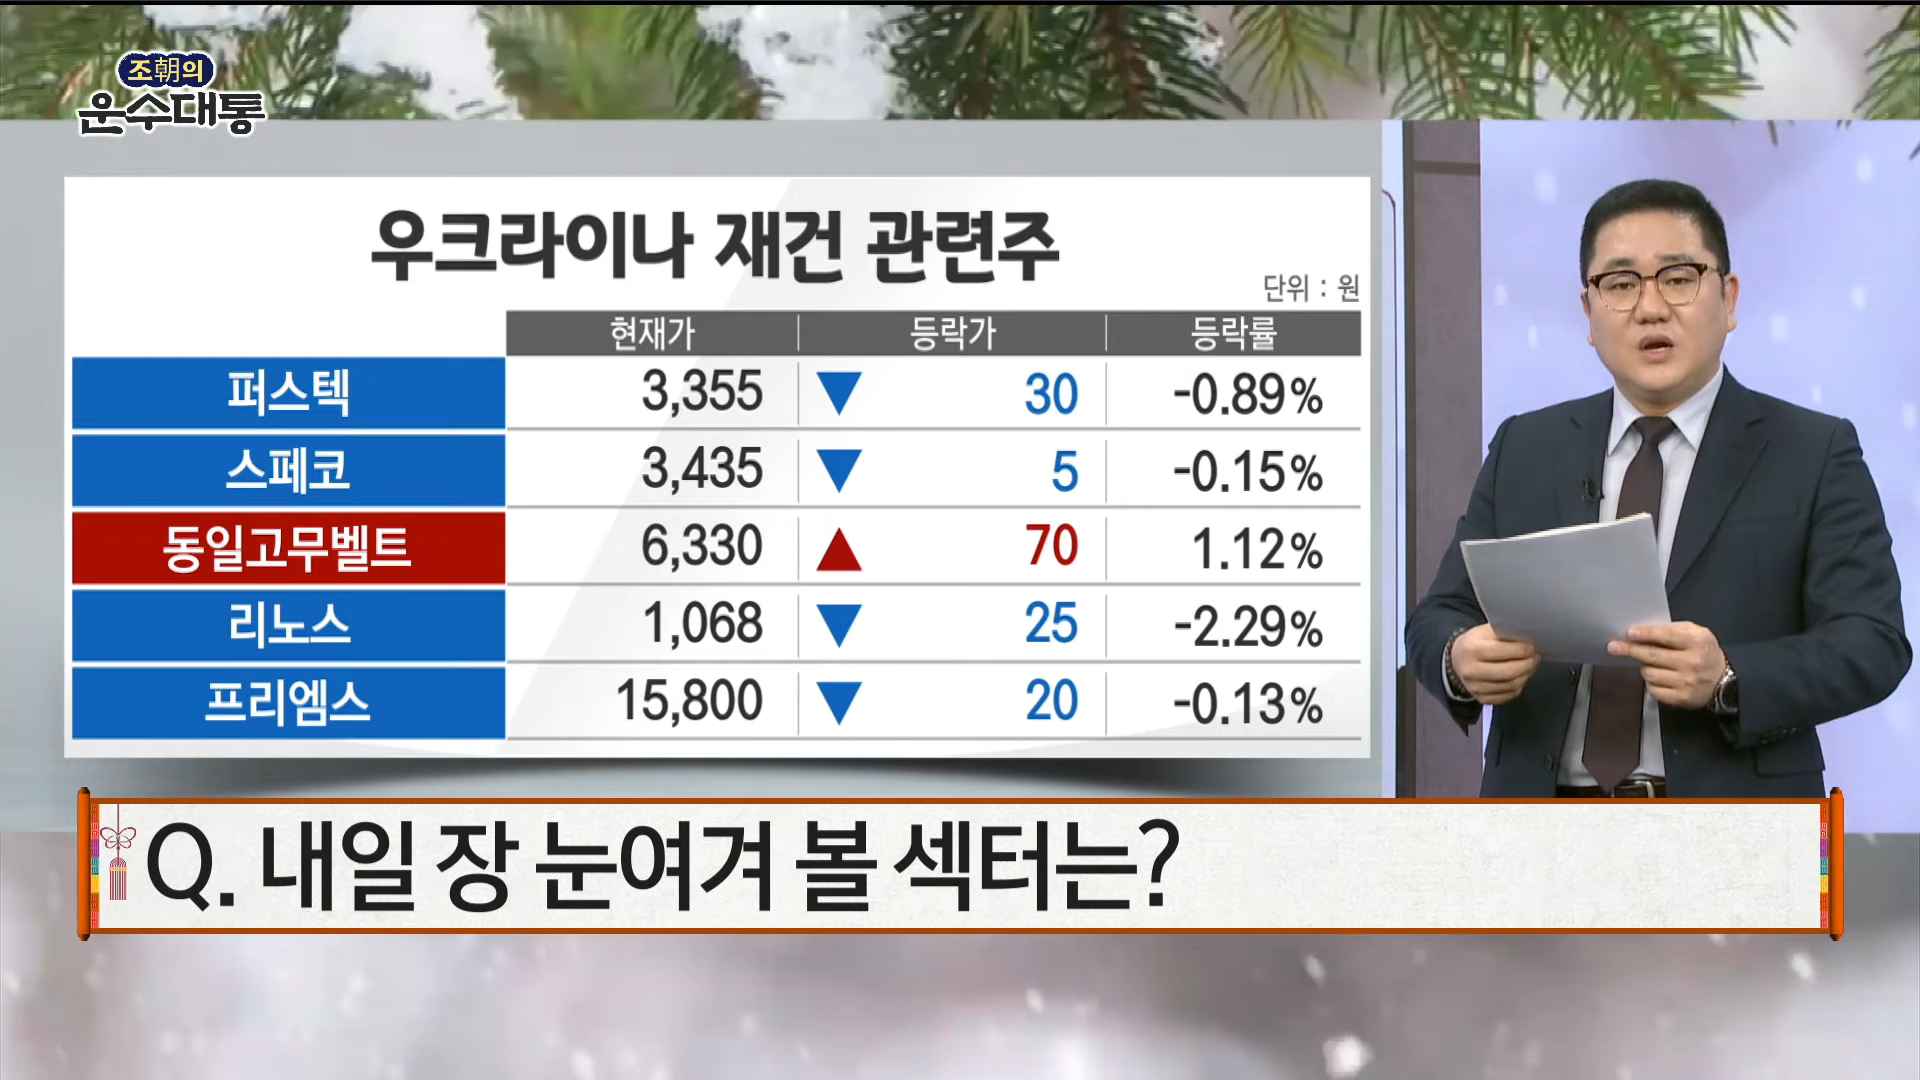 조朝의
운수대통
우크라이나 재건 관련주
단위 : 원
현재가 등락가 등락률
퍼스텍 3,355 ▼ 30 -0.89%
스페코 3,435 ▼ 5 -0.15%
동일고무벨트 6,330 ▲ 70 1.12%
리노스 1,068 ▼ 25 -2.29%
프리엠스 15,800 ▼ 20 -0.13%
Q. 내일 장 눈여겨 볼 섹터는?